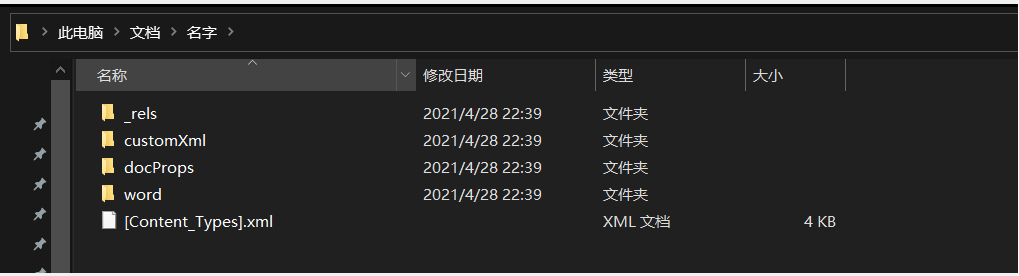 此电脑 > 文档 > 名字 >
名称 修改日期 类型 大小
_rels 2021/4/28 22:39 文件夹
customXml 2021/4/28 22:39 文件夹
docProps 2021/4/28 22:39 文件夹
word 2021/4/28 22:39 文件夹
[Content_Types].xml XML 文档 4 KB